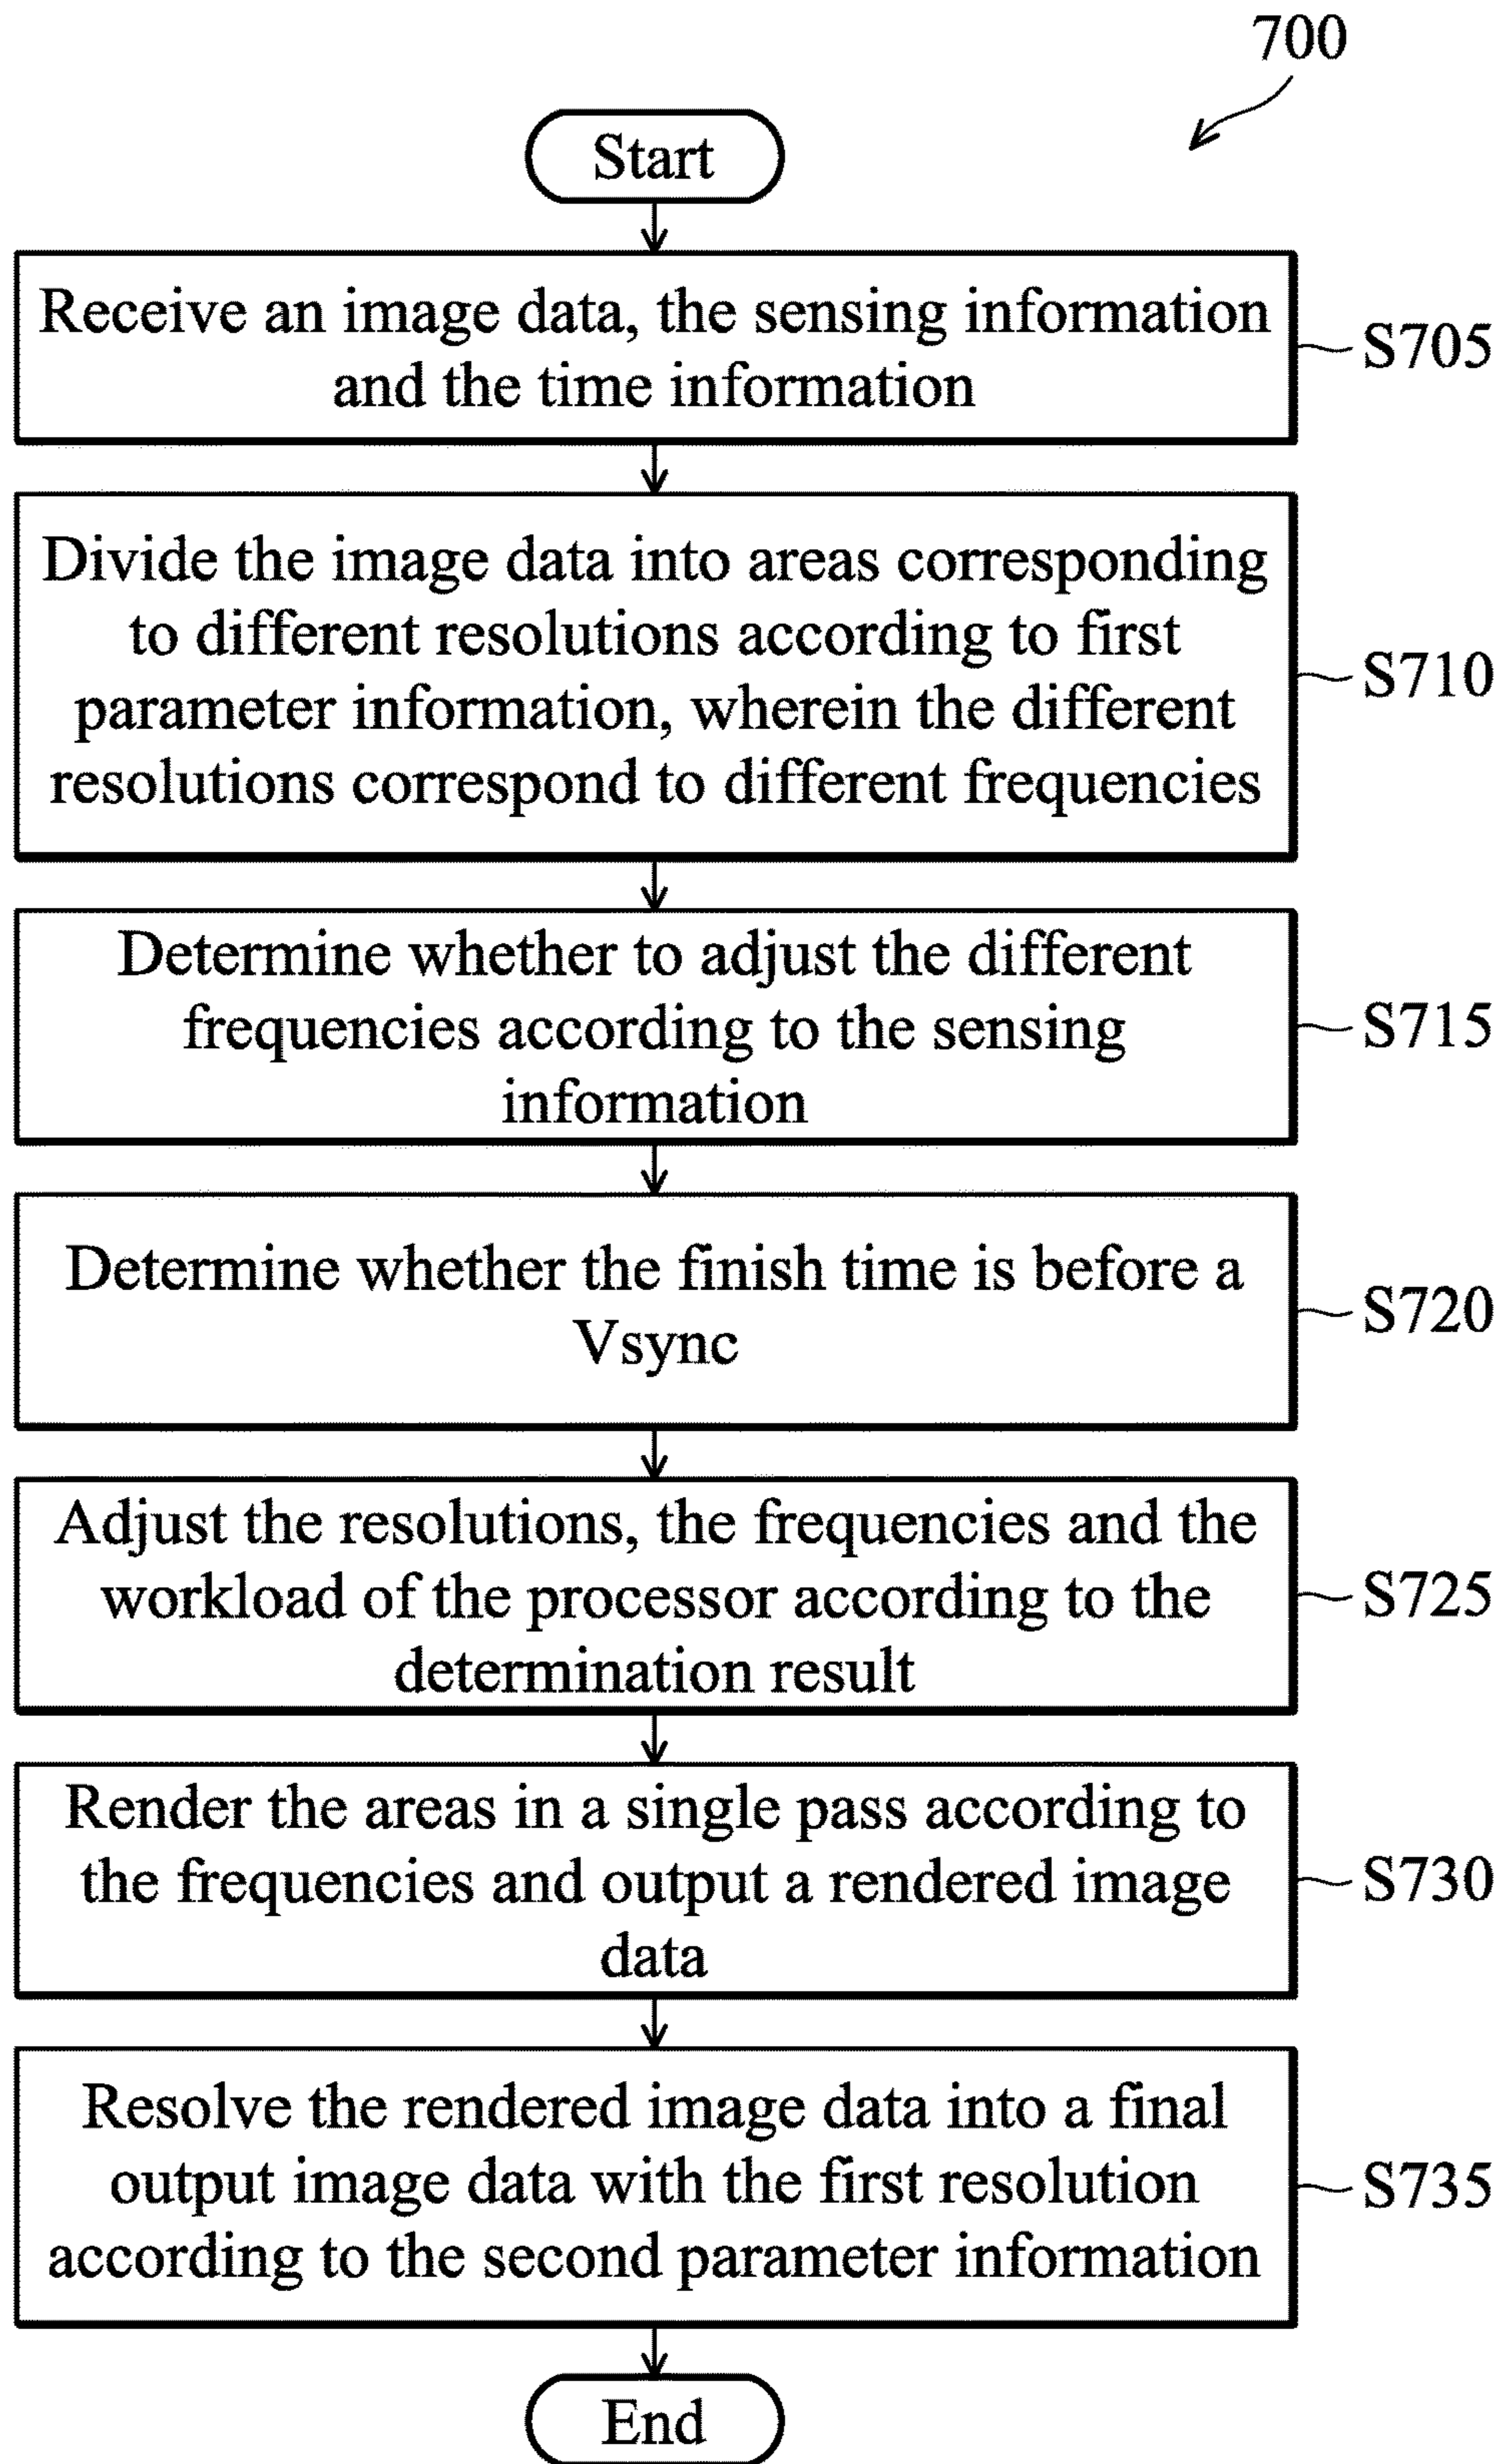 700
Start
Receive an image data, the sensing information
and the time information
S705
Divide the image data into areas corresponding
to different resolutions according to first
parameter information, wherein the different
resolutions correspond to different frequencies
S710
Determine whether to adjust the different
frequencies according to the sensing
information
S715
Determine whether the finish time is before a
Vsync
S720
Adjust the resolutions, the frequencies and the
workload of the processor according to the
determination result
S725
Render the areas in a single pass according to
the frequencies and output a rendered image
data
S730
Resolve the rendered image data into a final
output image data with the first resolution
according to the second parameter information
S735
End